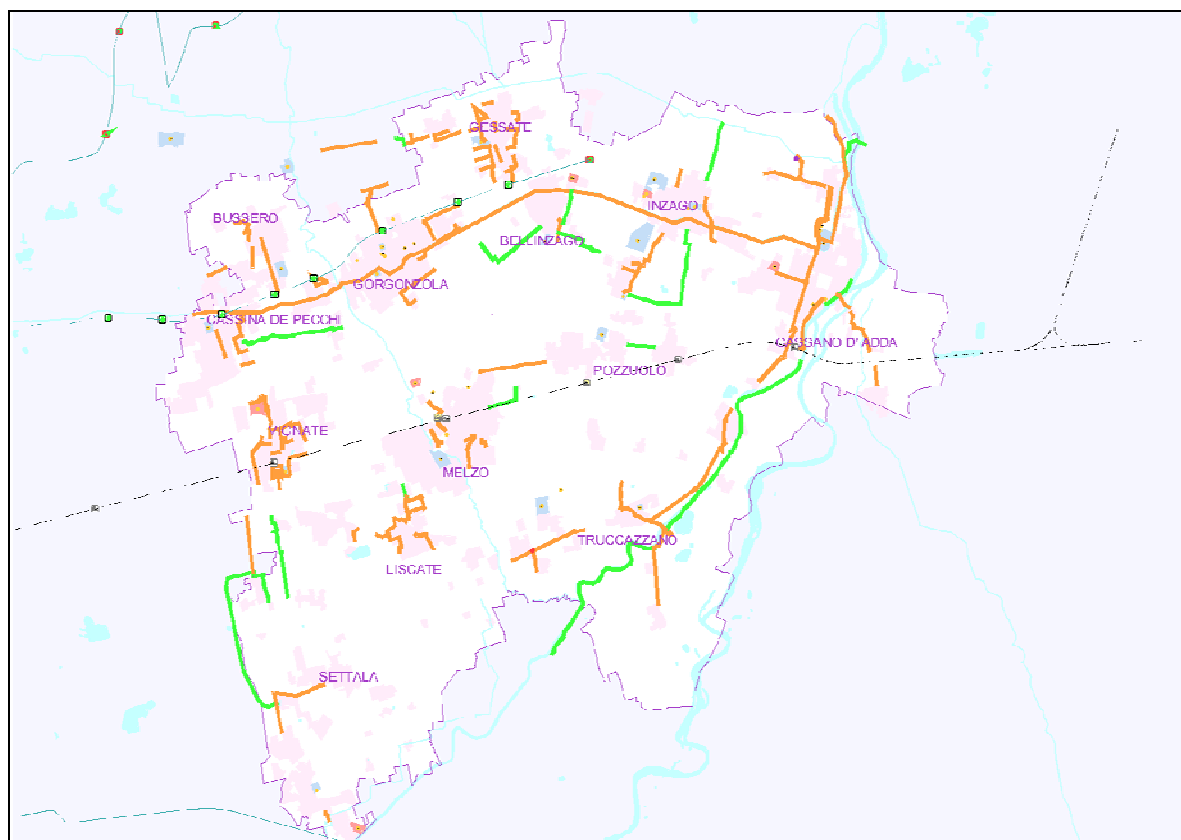 GESSATE
INZAGO
BUSSERO
BELLINZAGO
GORGONZOLA
CASSINA DE PECCHI
CASSANO D' ADDA
POZZUOLO
VIGNATE
MELZO
TRUCCAZZANO
LISCATE
SETTALA